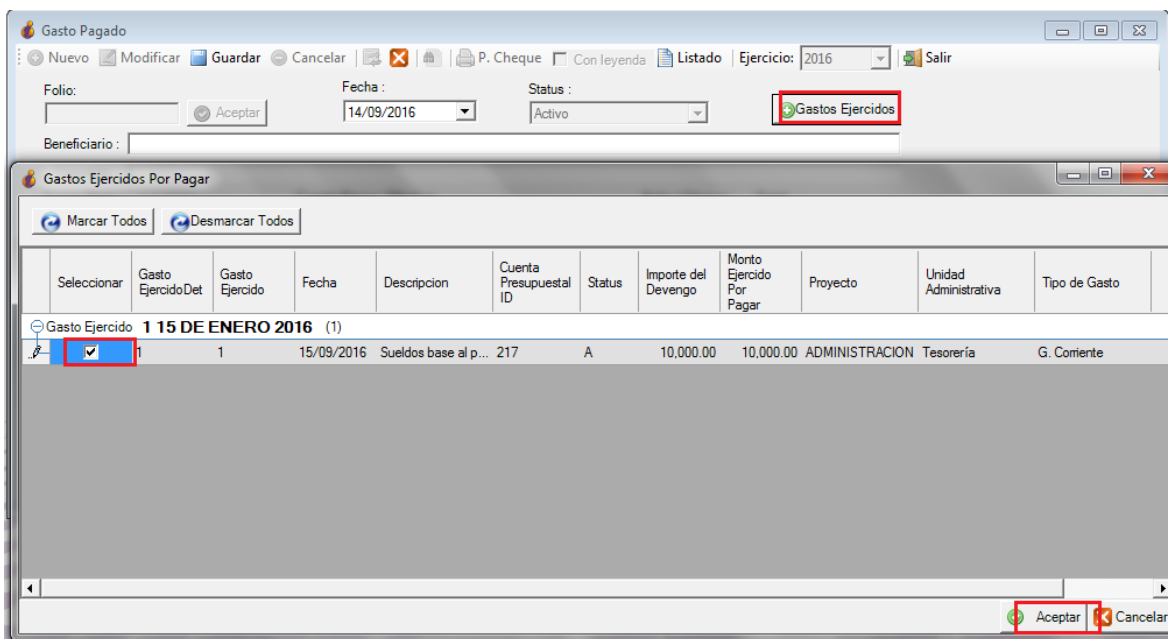 Gasto Pagado
Nuevo Modificar Guardar Cancelar P. Cheque Con leyenda Listado Ejercicio: 2016 Salir
Folio: Fecha : Status :
Aceptar 14/09/2016 Activo Gastos Ejercidos
Beneficiario :
Gastos Ejercidos Por Pagar
Marcar Todos Desmarcar Todos
Seleccionar Gasto EjercidoDet Gasto Ejercido Fecha Descripcion Cuenta Presupuestal ID Status Importe del Devengo Monto Ejercido Por Pagar Proyecto Unidad Administrativa Tipo de Gasto
Gasto Ejercido 1 15 DE ENERO 2016 (1)
1 1 15/09/2016 Sueldos base al p... 217 A 10,000.00 10,000.00 ADMINISTRACION Tesorería G. Corriente
Aceptar Cancelar